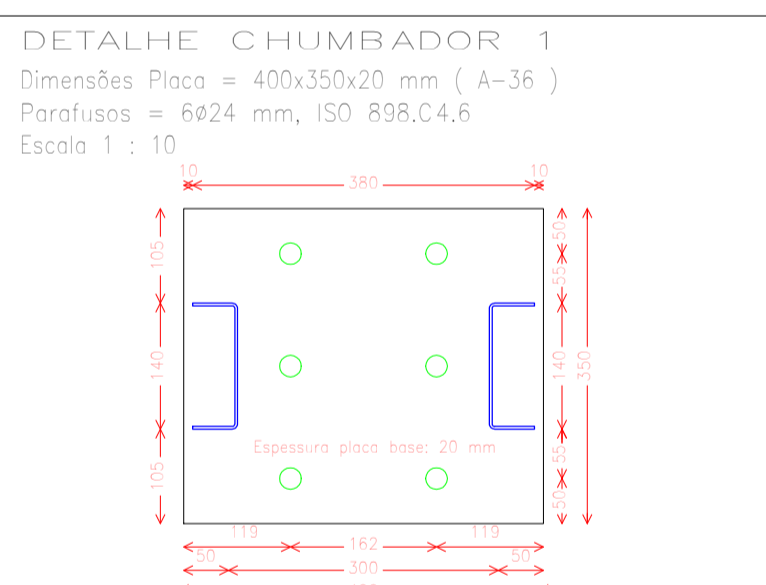 DETALHE CHUMBADOR 1
Dimensões Placa = 400x350x20 mm ( A-36 )
Parafusos = 6ø24 mm, ISO 898.C4.6
Escala 1 : 10
10 380 10
105
140
105
50
55
140
55
50
350
Espessura placa base: 20 mm
119 162 119
50 300 50